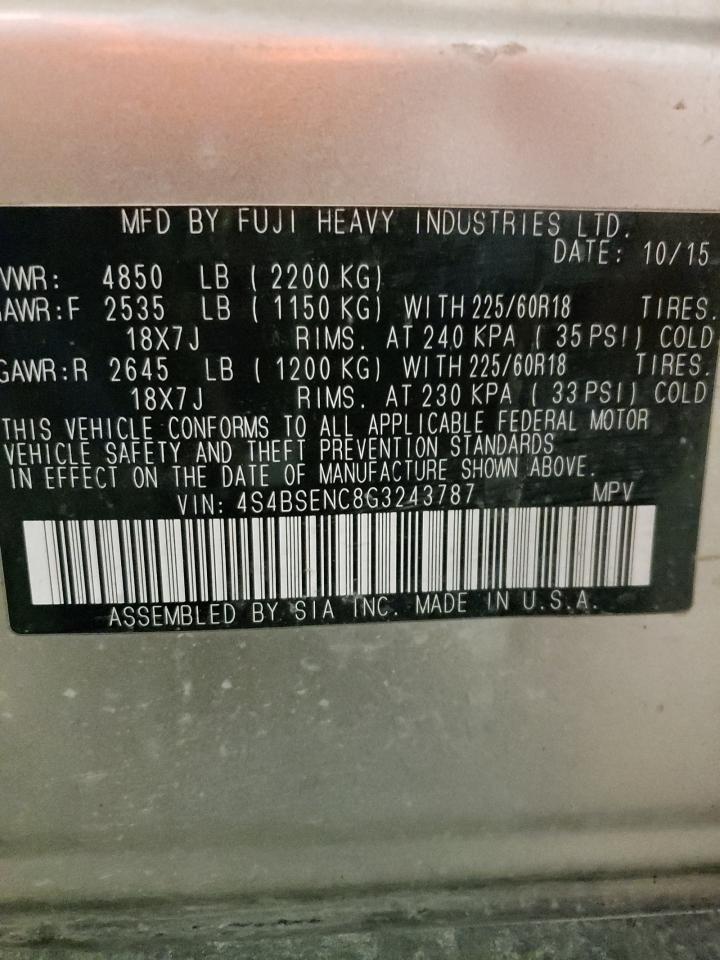 MFD BY FUJI HEAVY INDUSTRIES LTD.
DATE: 10/15
VWR: 4850 LB ( 2200 KG)
AWR:F 2535 LB ( 1150 KG) WITH 225/60R18 TIRES.
18X7J RIMS. AT 240 KPA ( 35 PSI) COLD
GAWR:R 2645 LB ( 1200 KG) WITH 225/60R18 TIRES.
18X7J RIMS. AT 230 KPA ( 33 PSI) COLD
THIS VEHICLE CONFORMS TO ALL APPLICABLE FEDERAL MOTOR
VEHICLE SAFETY AND THEFT PREVENTION STANDARDS
IN EFFECT ON THE DATE OF MANUFACTURE SHOWN ABOVE.
VIN: 4S4BSENC8G3243787 MPV
ASSEMBLED BY SIA INC. MADE IN U.S.A.